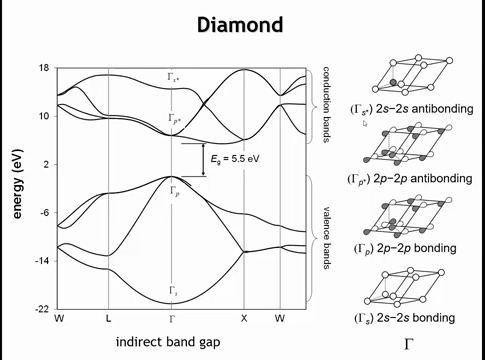 Diamond
energy (eV)
18
10
2
-6
-14
-22
Γs*
Γp*
Eg = 5.5 eV
Γp
Γs
W
L
Γ
X
W
conduction bands
valence bands
indirect band gap
(Γs*) 2s-2s antibonding
(Γp*) 2p-2p antibonding
(Γp) 2p-2p bonding
(Γs) 2s-2s bonding
Γ